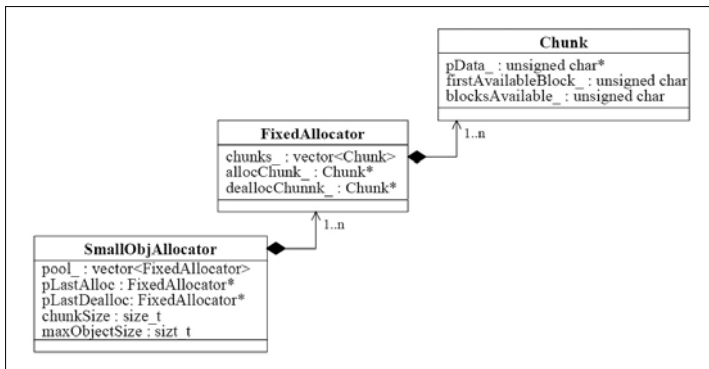 Chunk
pData_ : unsigned char*
firstAvailableBlock_ : unsigned char
blocksAvailable_ : unsigned char
1..n
FixedAllocator
chunks_ : vector<Chunk>
allocChunk_ : Chunk*
deallocChunnk_ : Chunk*
1..n
SmallObjAllocator
pool_ : vector<FixedAllocator>
pLastAlloc : FixedAllocator*
pLastDealloc: FixedAllocator*
chunkSize : size_t
maxObjectSize : sizt_t